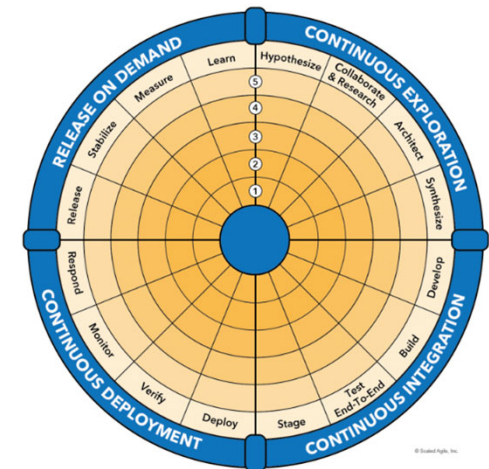 CONTINUOUS EXPLORATION
Hypothesize
Collaborate
& Research
Architect
Synthesize
CONTINUOUS INTEGRATION
Develop
Build
Test
End-To-End
Stage
CONTINUOUS DEPLOYMENT
Deploy
Verify
Monitor
Respond
RELEASE ON DEMAND
Release
Stabilize
Measure
Learn
5
4
3
2
1
© Scaled Agile, Inc.